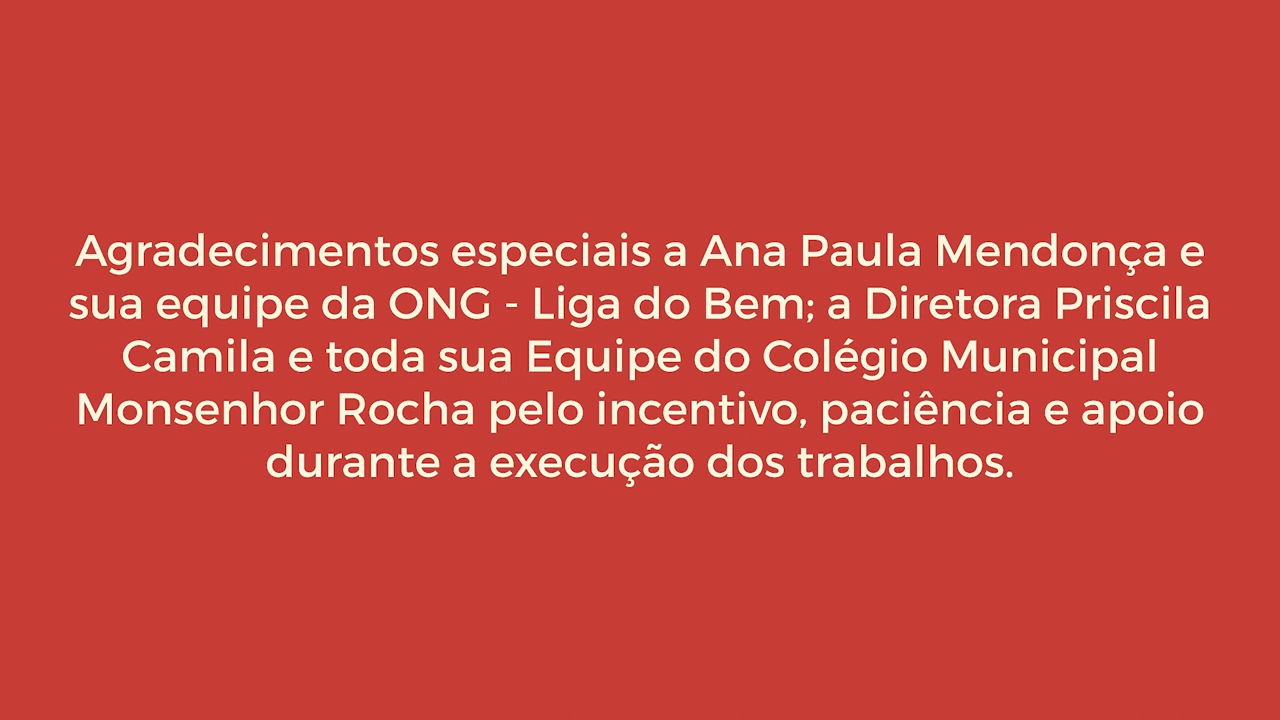 Agradecimentos especiais a Ana Paula Mendonça e
sua equipe da ONG - Liga do Bem; a Diretora Priscila
Camila e toda sua Equipe do Colégio Municipal
Monsenhor Rocha pelo incentivo, paciência e apoio
durante a execução dos trabalhos.